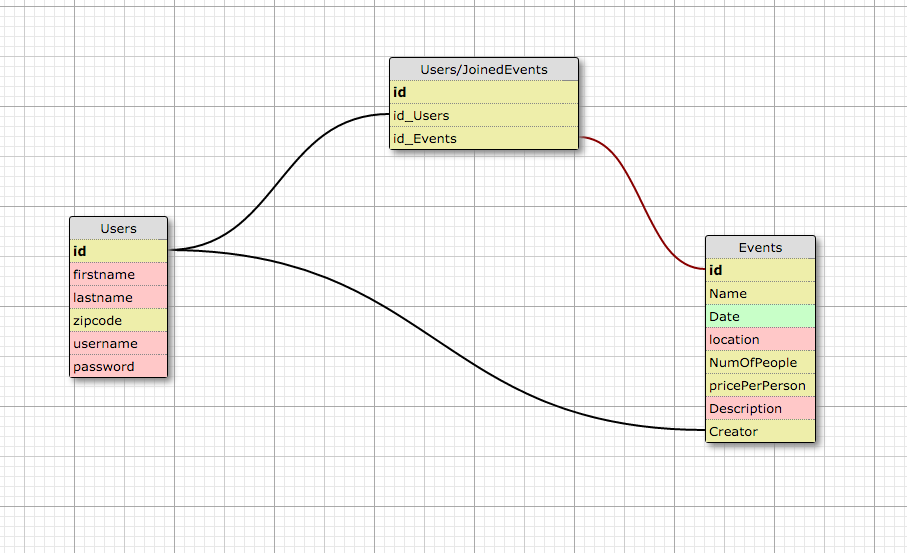 Users/JoinedEvents
id
id_Users
id_Events
Users
id
firstname
lastname
zipcode
username
password
Events
id
Name
Date
location
NumOfPeople
pricePerPerson
Description
Creator